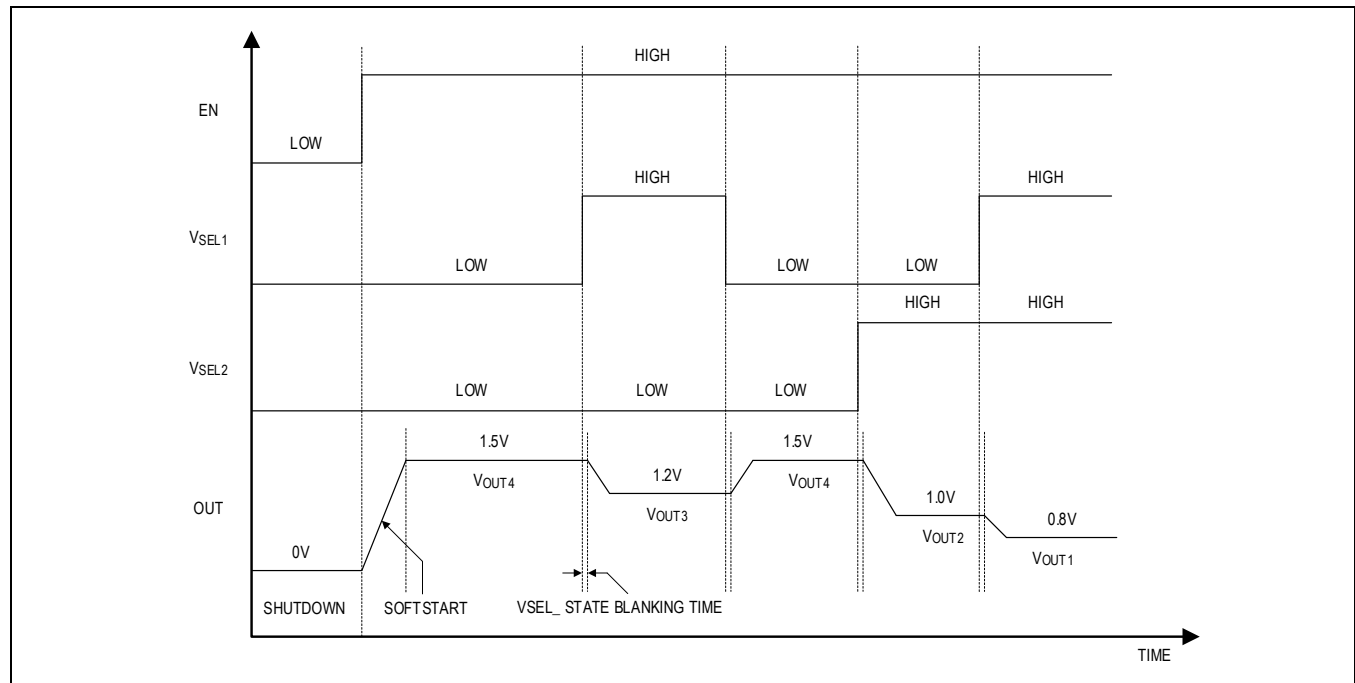 HIGH
EN
LOW
HIGH
HIGH
VSEL1
LOW
LOW
LOW
HIGH
HIGH
VSEL2
LOW
LOW
LOW
1.5V
1.5V
VOUT4
1.2V
VOUT4
OUT
1.0V
VOUT3
0.8V
VOUT2
0V
VOUT1
SHUTDOWN
SOFTSTART
VSEL_ STATE BLANKING TIME
TIME